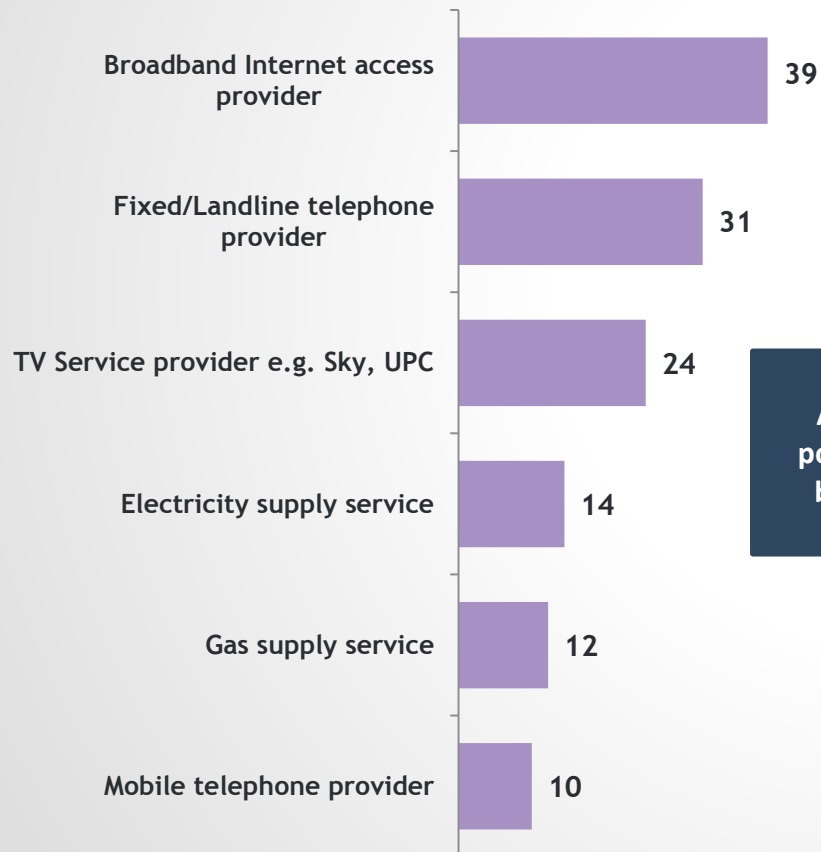 Broadband Internet access
provider
39
Fixed/Landline telephone
provider
31
TV Service provider e.g. Sky, UPC
24
Electricity supply service
14
Gas supply service
12
Mobile telephone provider
10